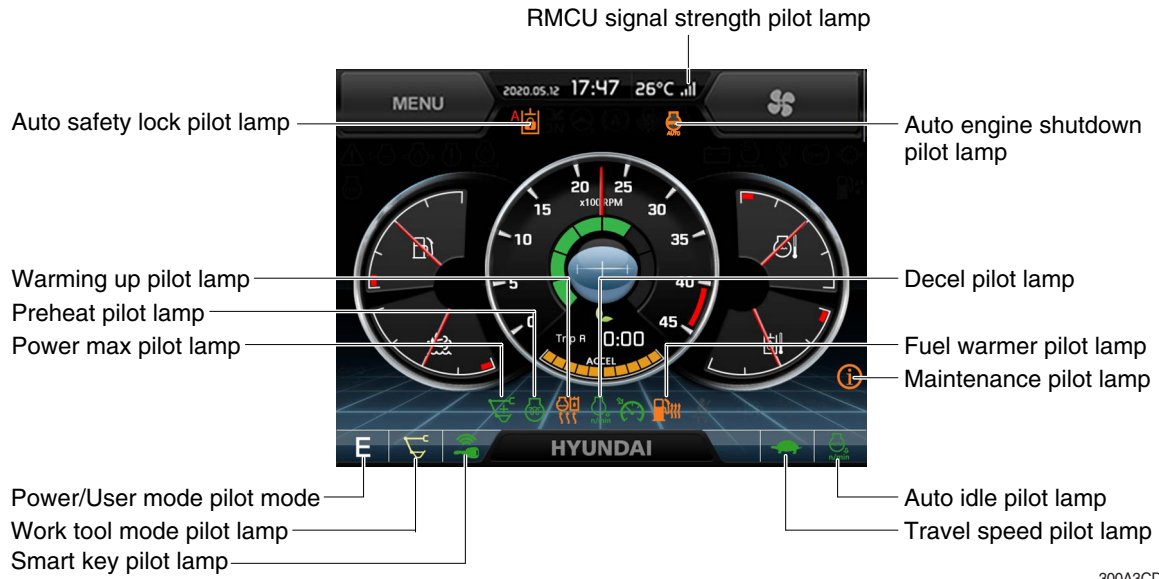 RMCU signal strength pilot lamp
MENU
2020.05.12 17:47 26°C
Auto safety lock pilot lamp
A
AUTO
Auto engine shutdown
pilot lamp
20 25
x100RPM
15 30
10 35
5 40
0 45
Warming up pilot lamp
Decel pilot lamp
Preheat pilot lamp
Power max pilot lamp
Trip A 0:00
ACCEL
Fuel warmer pilot lamp
Maintenance pilot lamp
i
C
n/min
E
C
HYUNDAI
n/min
Power/User mode pilot mode
Work tool mode pilot lamp
Smart key pilot lamp
Auto idle pilot lamp
Travel speed pilot lamp
300A3CD